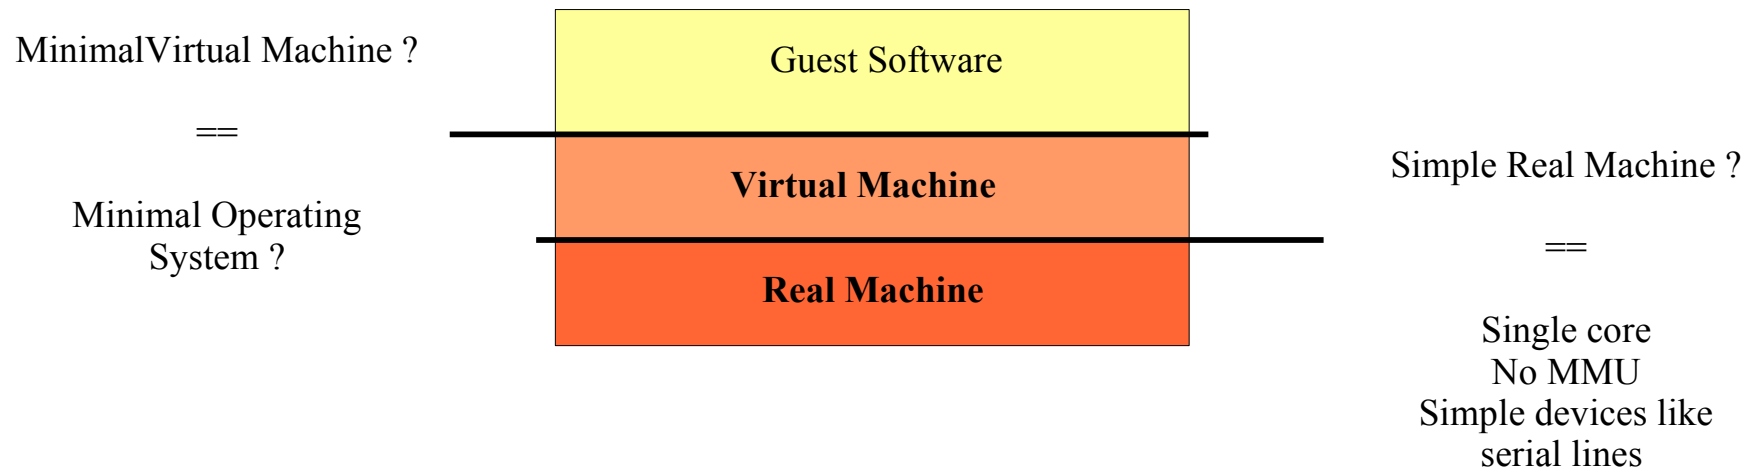 MinimalVirtual Machine ?
==
Minimal Operating
System ?
Guest Software
Virtual Machine
Real Machine
Simple Real Machine ?
==
Single core
No MMU
Simple devices like
serial lines